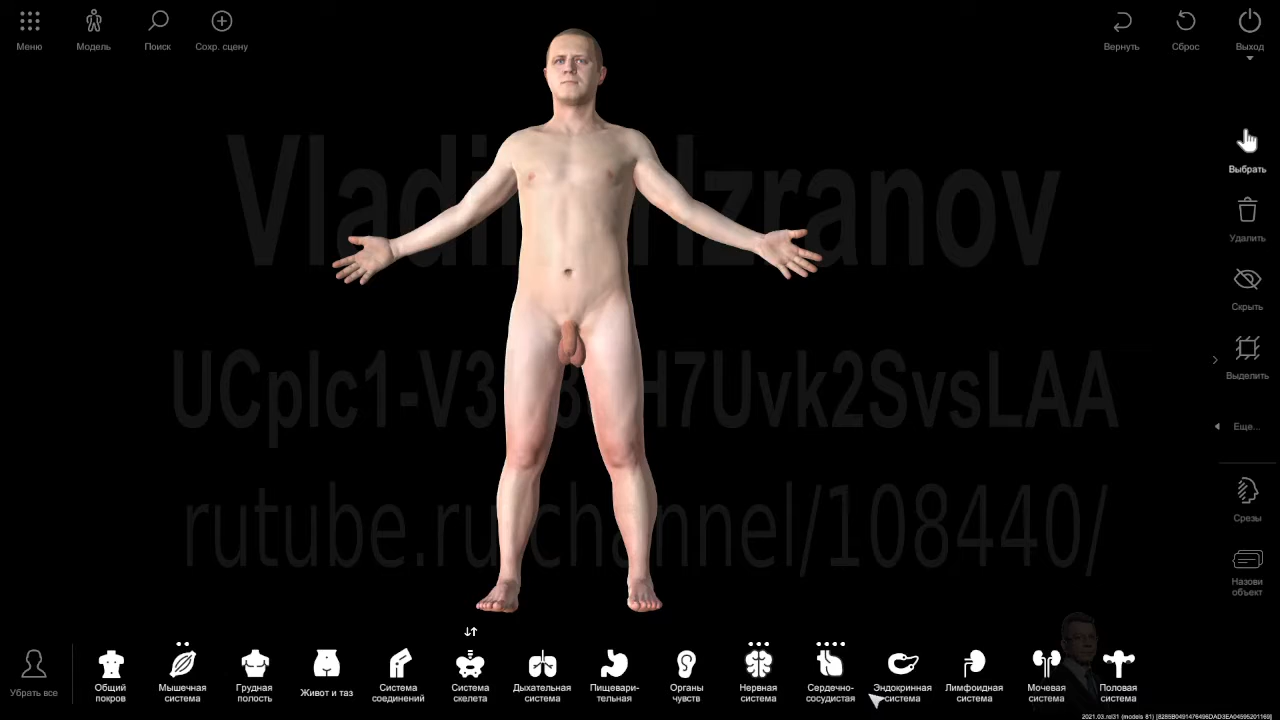 Меню
Модель
Поиск
Сохр. сцену
Вернуть
Сброс
Выход
Выбрать
Удалить
Скрыть
Выделить
Еще...
Срезы
Назови
объект
rutube.ru/channel/108440/
Убрать все
Общий
покров
Мышечная
система
Грудная
полость
Живот и таз
Система
соединений
Система
скелета
Дыхательная
система
Пищевари-
тельная
Органы
чувств
Нервная
система
Сердечно-
сосудистая
Эндокринная
система
Лимфоидная
система
Мочевая
система
Половая
система